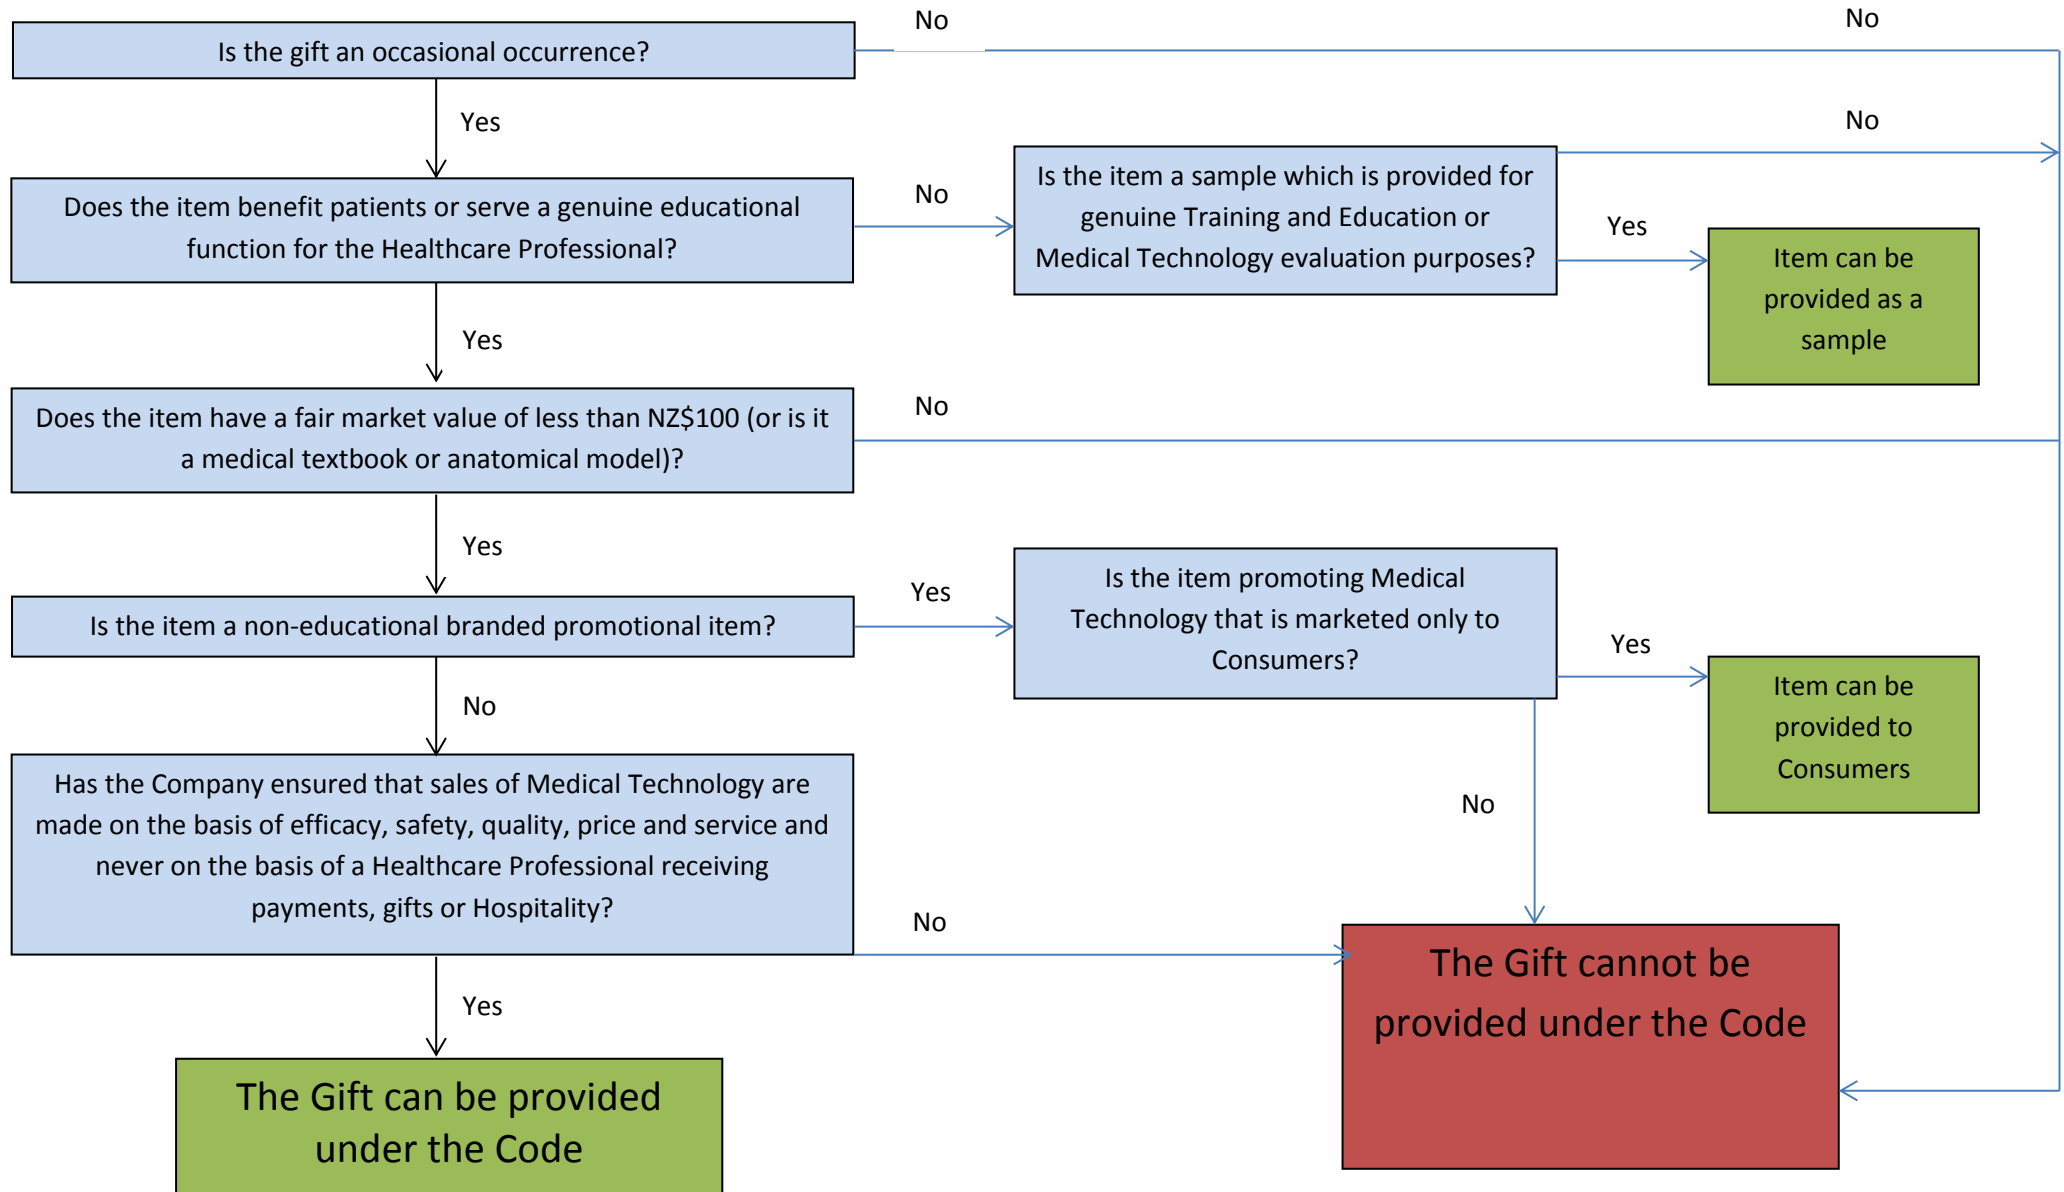 No
No
Is the gift an occasional occurrence?
Yes
No
Does the item benefit patients or serve a genuine educational
function for the Healthcare Professional?
No
Is the item a sample which is provided for
genuine Training and Education or
Medical Technology evaluation purposes?
Yes
Item can be
provided as a
sample
Yes
Does the item have a fair market value of less than NZ$100 (or is it
a medical textbook or anatomical model)?
No
Yes
Is the item a non-educational branded promotional item?
Yes
Is the item promoting Medical
Technology that is marketed only to
Consumers?
Yes
Item can be
provided to
Consumers
No
No
Has the Company ensured that sales of Medical Technology are
made on the basis of efficacy, safety, quality, price and service and
never on the basis of a Healthcare Professional receiving
payments, gifts or Hospitality?
No
The Gift cannot be
provided under the Code
Yes
The Gift can be provided
under the Code